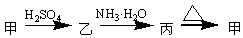 甲 H₂SO₄ 乙 NH₃·H₂O 丙 △ 甲